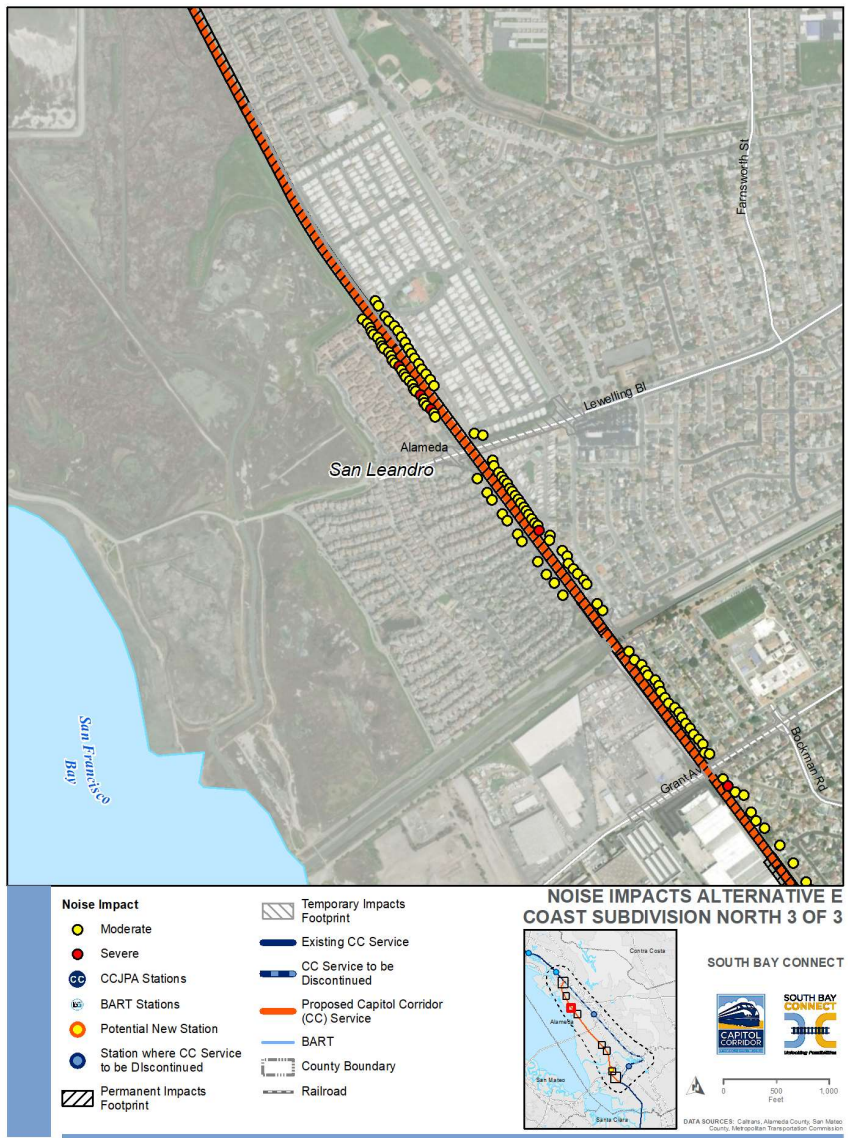 Farnsworth St
Lewelling Bl
Alameda
San Leandro
San Francisco
Bay
Grant Av
Bockman Rd
Noise Impact
Moderate
Severe
CC
CCJPA Stations
BART Stations
Potential New Station
Station where CC Service
to be DIscontinued
Permanent Impacts
Footprint
Temporary Impacts
Footprint
Existing CC Service
CC Service to be
Discontinued
Proposed Capitol Corridor
(CC) Service
BART
County Boundary
Railroad
NOISE IMPACTS ALTERNATIVE E
COAST SUBDIVISION NORTH 3 OF 3
Contra Costa
Alameda
San Mateo
Santa Clara
SOUTH BAY CONNECT
CAPITOL
CORRIDOR
SOUTH BAY
CONNECT
Unlocking Possibilities
0 500 1,000
Feet
DATA SOURCES: Caltrans, Alameda County, San Mateo
County, Metropolitan Transportation Commission